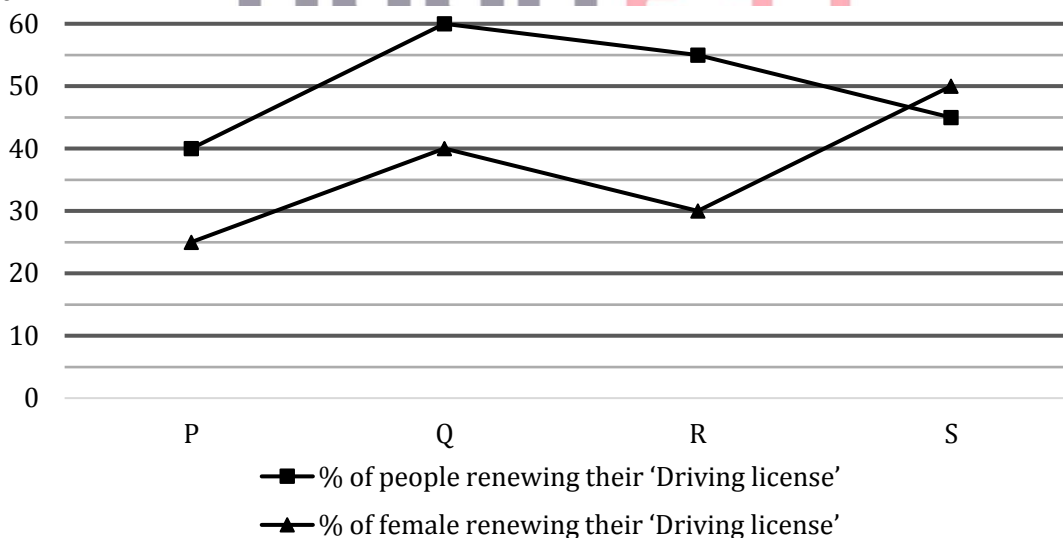 60
50
40
30
20
10
0
P Q R S
% of people renewing their ‘Driving license’
% of female renewing their ‘Driving license’